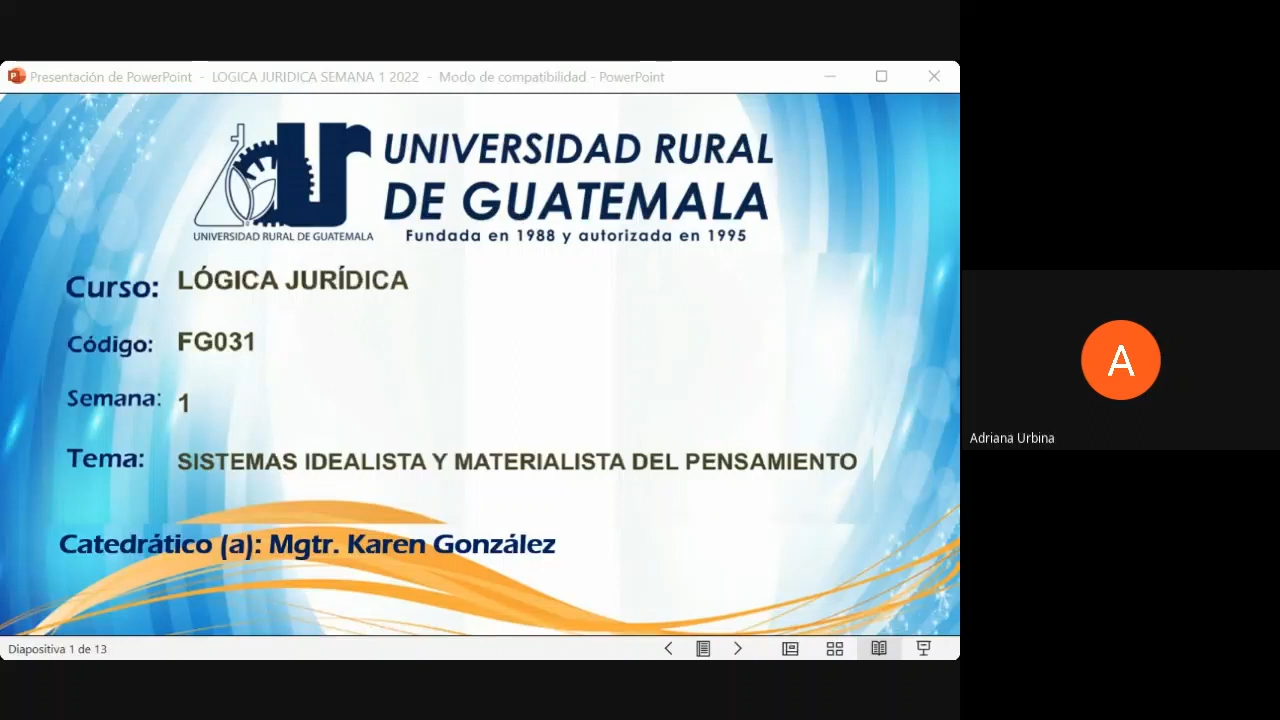 Presentación de PowerPoint - LOGICA JURIDICA SEMANA 1 2022 - Modo de compatibilidad - PowerPoint
UNIVERSIDAD RURAL
DE GUATEMALA
UNIVERSIDAD RURAL DE GUATEMALA
Fundada en 1988 y autorizada en 1995
Curso: LÓGICA JURÍDICA
Código: FG031
Semana: 1
Tema: SISTEMAS IDEALISTA Y MATERIALISTA DEL PENSAMIENTO
Catedrático (a): Mgtr. Karen González
Diapositiva 1 de 13
A
Adriana Urbina